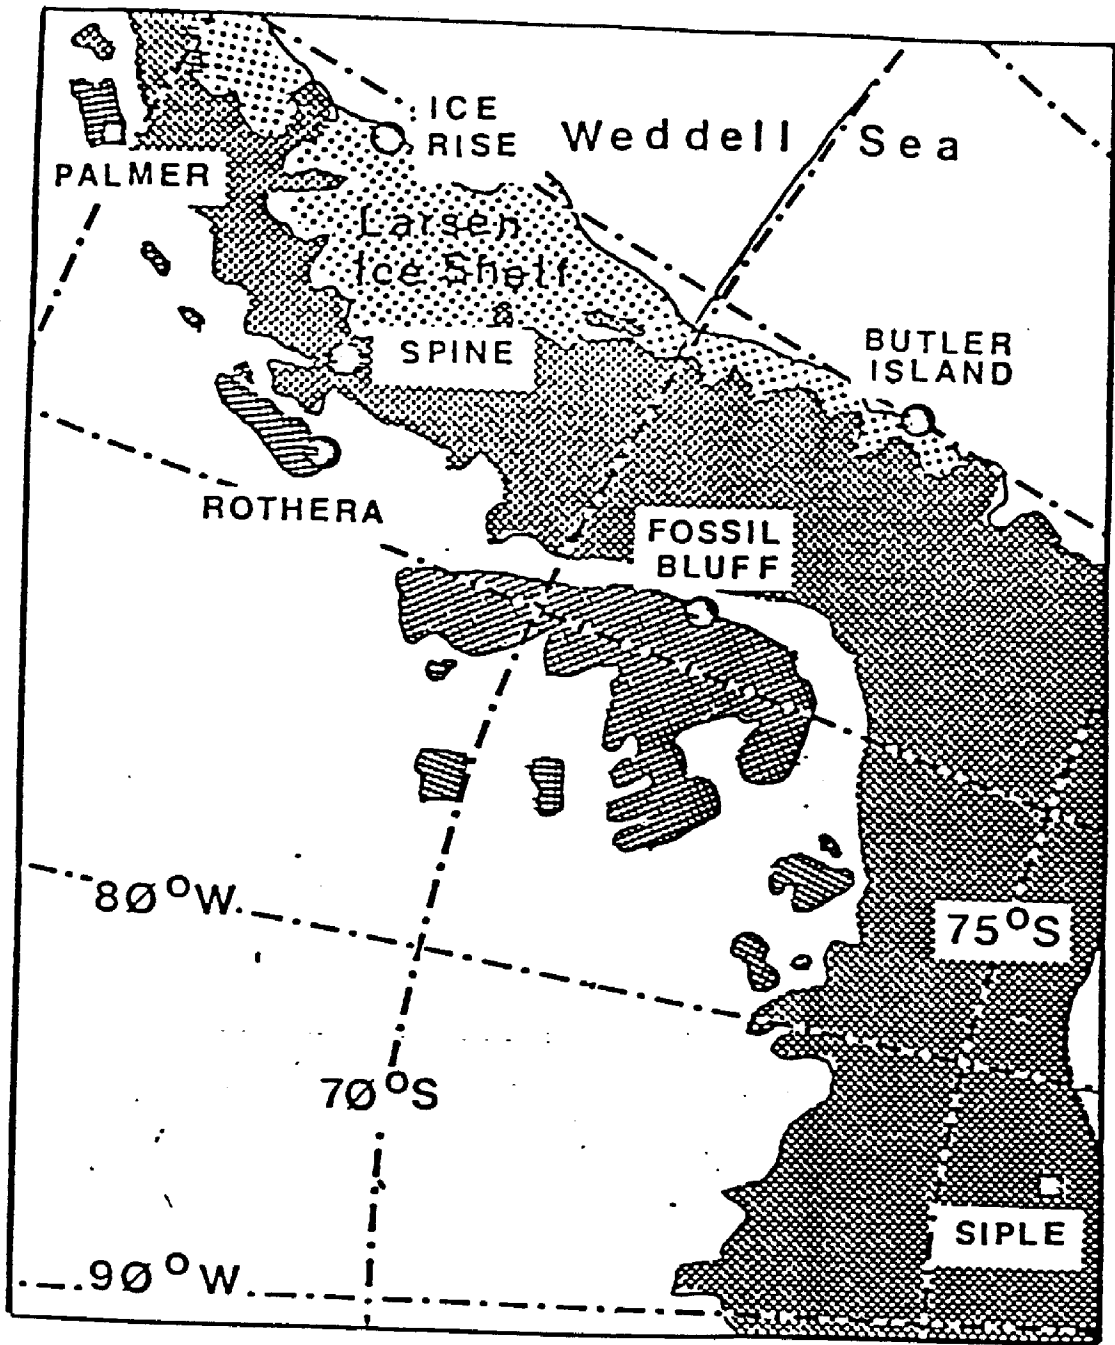 ICE
RISE
Weddell Sea
PALMER
Larsen
Ice Shelf
SPINE
BUTLER
ISLAND
ROTHERA
FOSSIL
BLUFF
80°W
75°S
70°S
SIPLE
90°W